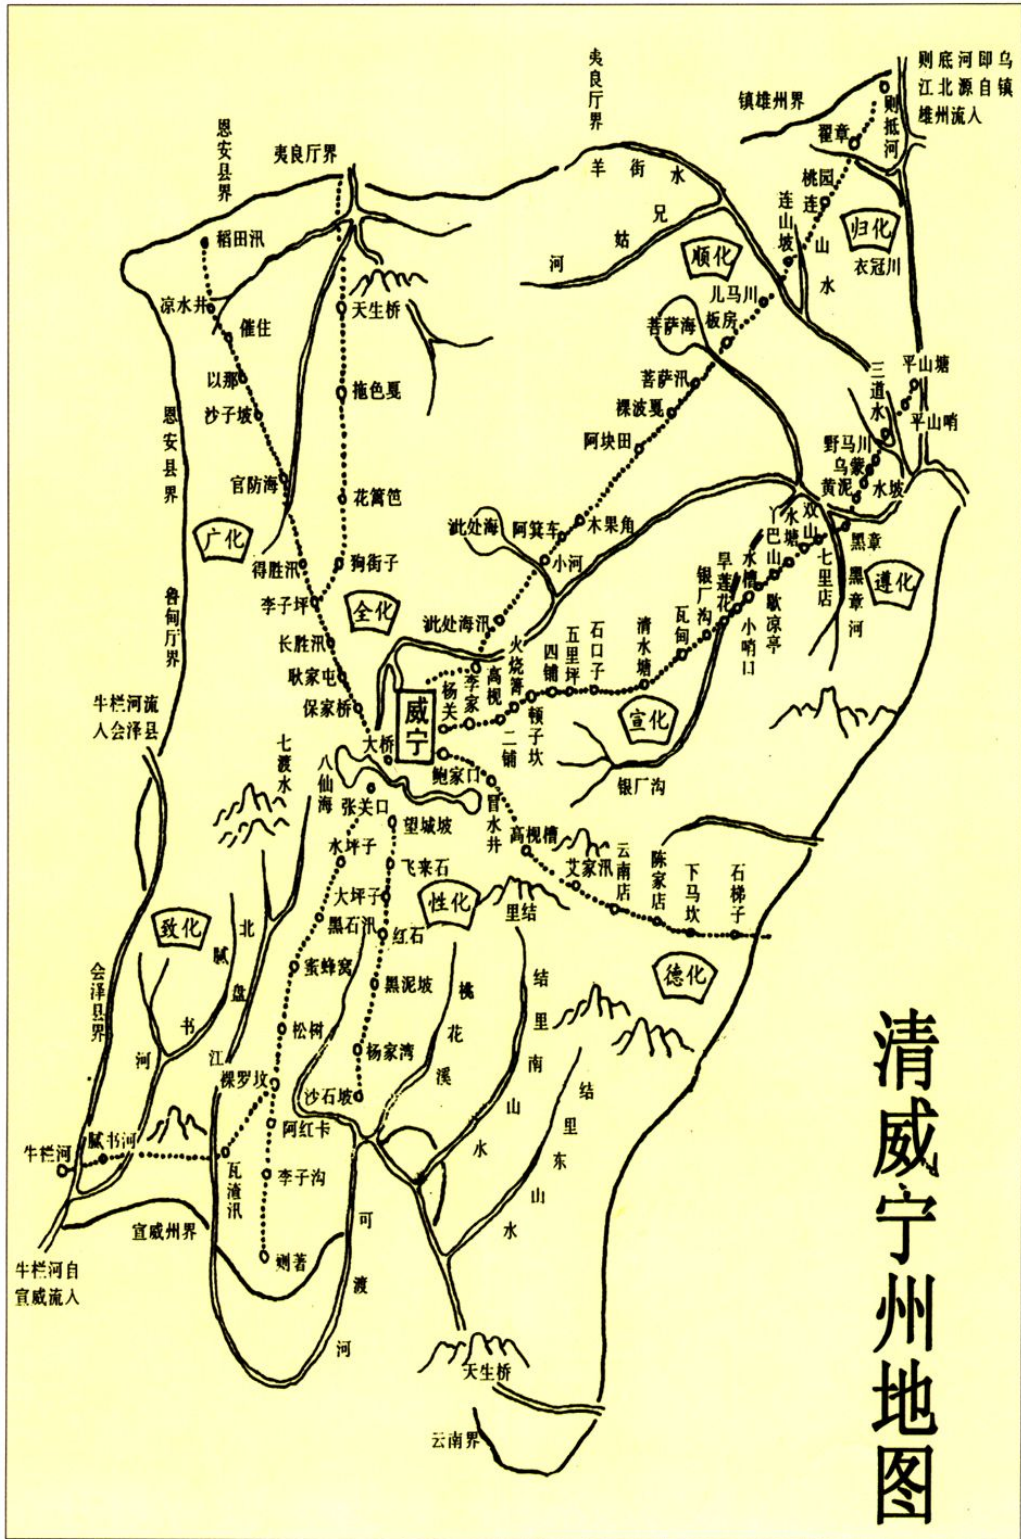 清威宁州地图
则底河即乌
江北源自镇
雄州流入
镇雄州界
夷良厅界
夷良厅界
恩安县界
则抵河
翟章
桃园
连山坡
连山水
归化
衣冠川
羊街水
兄姑河
顺化
儿马川
板房
菩萨海
菩萨汛
倮波戛
阿块田
木果角
阿箕车
小河
此处海
此处海汛
稻田汛
凉水井
催住
以那
沙子坡
官防海
广化
得胜汛
李子坪
长胜汛
耿家屯
保家桥
大桥
天生桥
拖色戛
花篱笆
狗街子
全化
恩安县界
鲁甸厅界
三道水
平山塘
平山哨
野马川
乌蒙
黄泥
水坡
黑章
黑章河
遵化
双山
水塘
丫巴山
七里店
歇凉亭
水槽
小哨口
旱莲花
银厂沟
瓦甸
清水塘
石口子
五里坪
四铺
顿子坎
火烧箐
二铺
高枧
李家
杨关
威宁
宣化
银厂沟
牛栏河流
入会泽县
七渡水
八仙海
张关口
望城坡
鲍家口
冒水井
高枧槽
艾家汛
云南店
陈家店
下马坎
石梯子
水坪子
大坪子
黑石汛
蜜蜂窝
松树
倮罗坟
阿红卡
李子沟
则著
飞来石
红石
黑泥坡
杨家湾
沙石坡
性化
里结
桃花溪
结里南山水
结里东山水
德化
致化
北盘江
腻书河
会泽县界
牛栏河
腻书河
瓦渣汛
宣威州界
牛栏河自
宣威流入
可渡河
天生桥
云南界